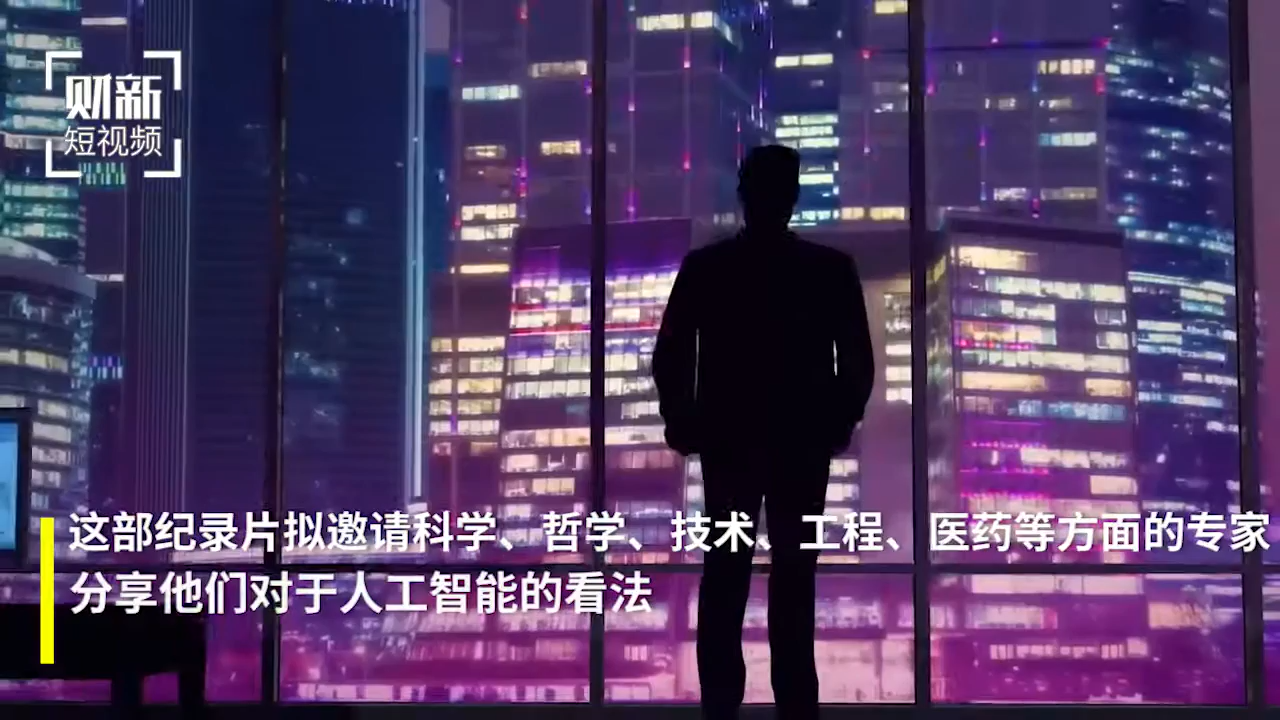 财新
短视频
这部纪录片拟邀请科学、哲学、技术、工程、医药等方面的专家
分享他们对于人工智能的看法